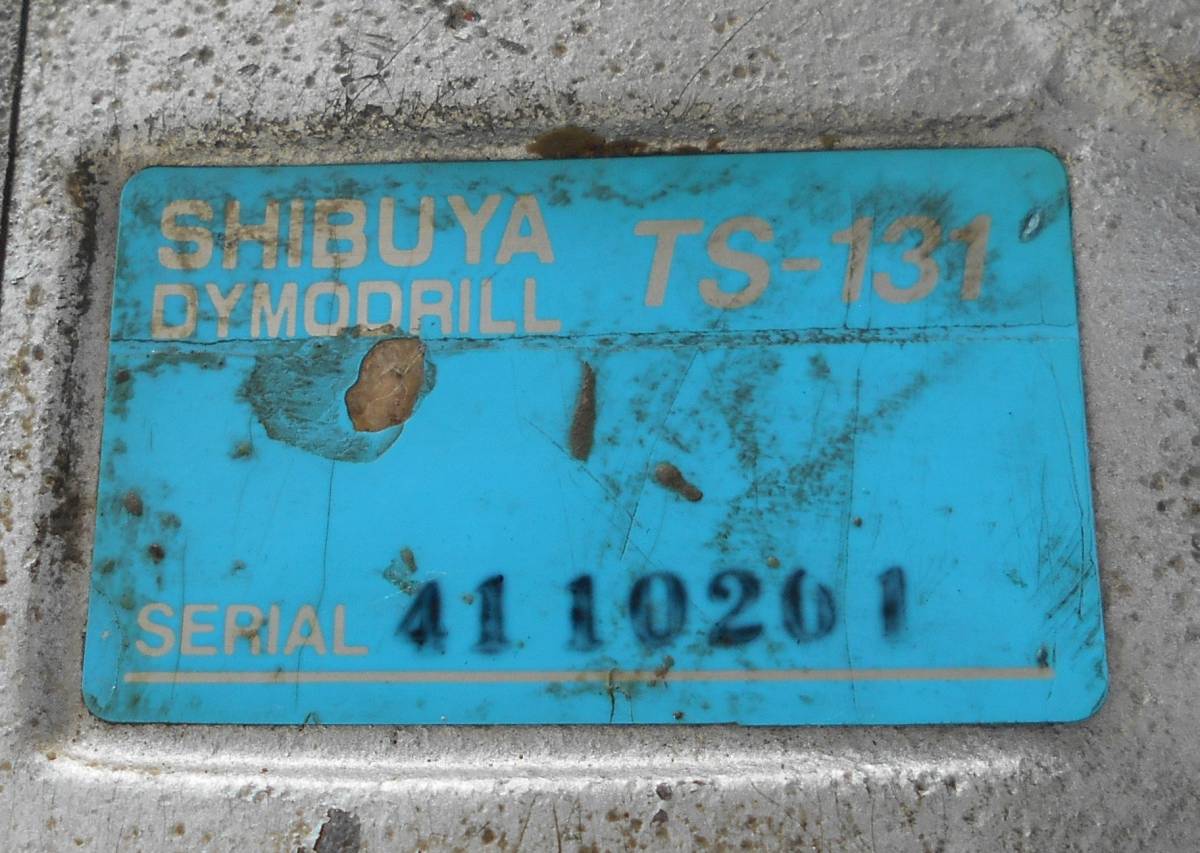 SHIBUYA
DYMODRILL
TS-131
SERIAL 41 10201